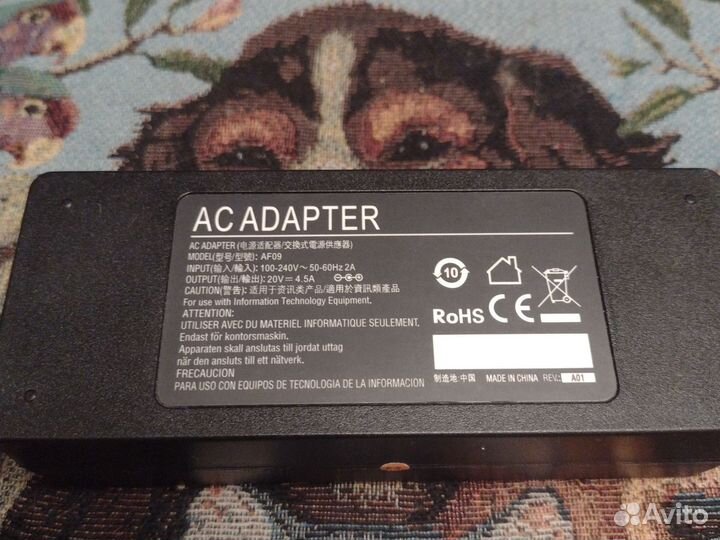 AC ADAPTER
AC ADAPTER (电源适配器/交換式電源供應器)
MODEL(型号/型號): AF09
INPUT(输入/輸入): 100-240V~ 50-60Hz 2A
OUTPUT(输出/輸出): 20V⎓ 4.5A
CAUTION(警告): 适用于资讯类产品/適用於資訊類產品
For use with Information Technology Equipment.
ATTENTION:
UTILISER AVEC DU MATERIEL INFORMATIQUE SEULEMENT.
Endast för kontorsmaskin.
Apparaten skall anslutas till jordat uttag
när den ansluts till ett nätverk.
PRECAUCION
PARA USO CON EQUIPOS DE TECNOLOGIA DE LA INFORMACION
10
RoHS CE
制造地:中国 MADE IN CHINA REV.: A01
Avito